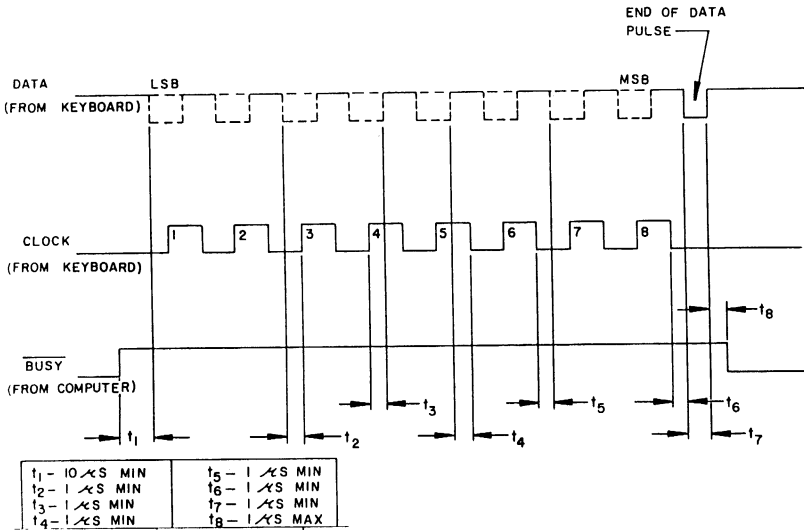 END OF DATA
PULSE
DATA
(FROM KEYBOARD)
LSB
MSB
CLOCK
(FROM KEYBOARD)
1
2
3
4
5
6
7
8
t8
BUSY
(FROM COMPUTER)
t3
t5
t6
t1
t2
t4
t7
t1 – 10 μS MIN
t2 – 1 μS MIN
t3 – 1 μS MIN
t4 – 1 μS MIN
t5 – 1 μS MIN
t6 – 1 μS MIN
t7 – 1 μS MIN
t8 – 1 μS MAX